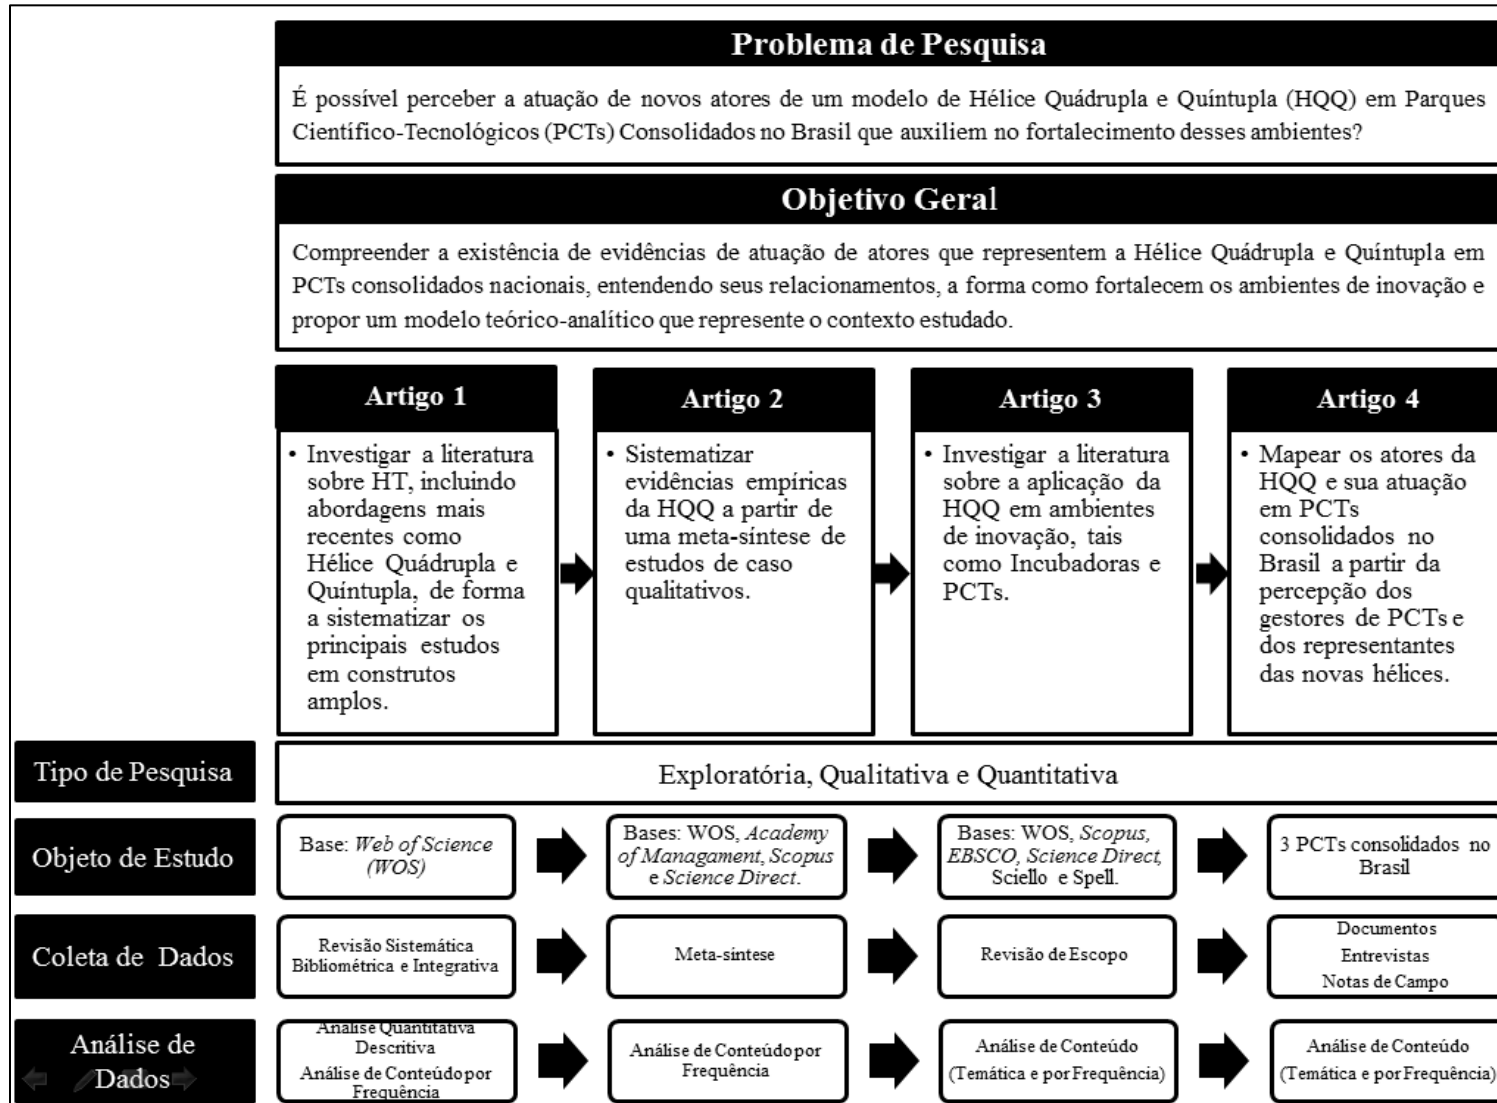 Problema de Pesquisa
É possível perceber a atuação de novos atores de um modelo de Hélice Quádrupla e Quíntupla (HQQ) em Parques
Científico-Tecnológicos (PCTs) Consolidados no Brasil que auxiliem no fortalecimento desses ambientes?
Objetivo Geral
Compreender a existência de evidências de atuação de atores que representem a Hélice Quádrupla e Quíntupla em
PCTs consolidados nacionais, entendendo seus relacionamentos, a forma como fortalecem os ambientes de inovação e
propor um modelo teórico-analítico que represente o contexto estudado.
Artigo 1
• Investigar a literatura
sobre HT, incluindo
abordagens mais
recentes como
Hélice Quádrupla e
Quíntupla, de forma
a sistematizar os
principais estudos
em construtos
amplos.
Artigo 2
• Sistematizar
evidências empíricas
da HQQ a partir de
uma meta-síntese de
estudos de caso
qualitativos.
Artigo 3
• Investigar a literatura
sobre a aplicação da
HQQ em ambientes
de inovação, tais
como Incubadoras e
PCTs.
Artigo 4
• Mapear os atores da
HQQ e sua atuação
em PCTs
consolidados no
Brasil a partir da
percepção dos
gestores de PCTs e
dos representantes
das novas hélices.
Tipo de Pesquisa
Exploratória, Qualitativa e Quantitativa
Objeto de Estudo
Base: Web of Science
(WOS)
Bases: WOS, Academy
of Managament, Scopus
e Science Direct.
Bases: WOS, Scopus,
EBSCO, Science Direct,
Sciello e Spell.
3 PCTs consolidados no
Brasil
Coleta de Dados
Revisão Sistemática
Bibliométrica e Integrativa
Meta-síntese
Revisão de Escopo
Documentos
Entrevistas
Notas de Campo
Análise de
Dados
Análise Quantitativa
Descritiva
Análise de Conteúdo por
Frequência
Análise de Conteúdo por
Frequência
Análise de Conteúdo
(Temática e por Frequência)
Análise de Conteúdo
(Temática e por Frequência)